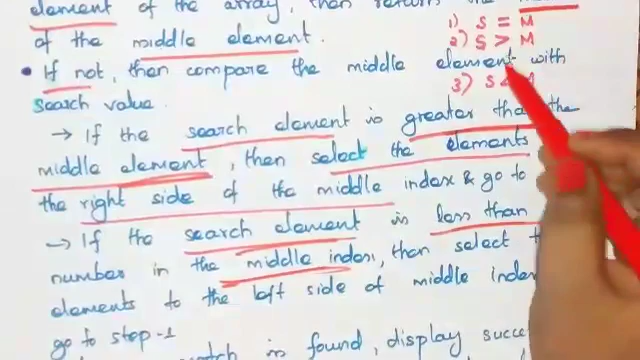 element of the array, then return the
of the middle element.
1) S = M
2) S > M
• If not, then compare the middle element with
3) S < M
search value.
→ If the search element is greater than the
middle element, then select the elements
the right side of the middle index & go to
→ If the search element is less than
number in the middle index, then select
elements to the left side of middle index
go to step-1
is found, display